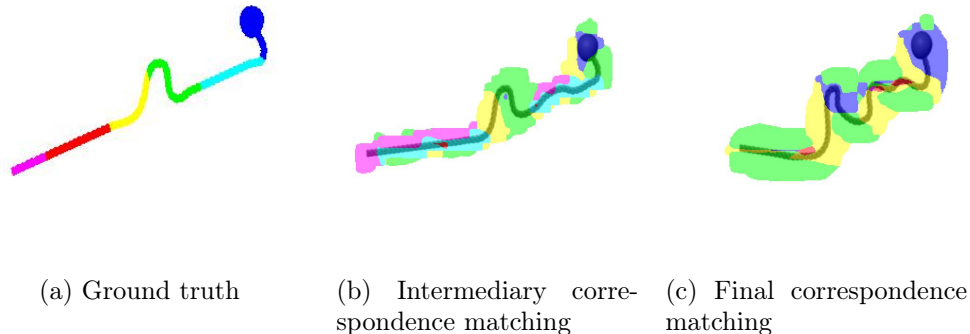 (a) Ground truth
(b) Intermediary corre-
spondence matching
(c) Final correspondence
matching